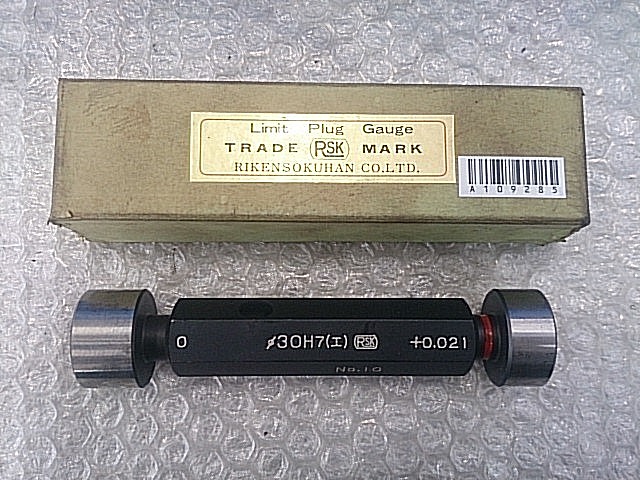 Limit Plug Gauge
TRADE RSK MARK
RIKENSOKUHAN CO.LTD.
A109285
0 ⌀30H7(エ) RSK +0.021
No.10